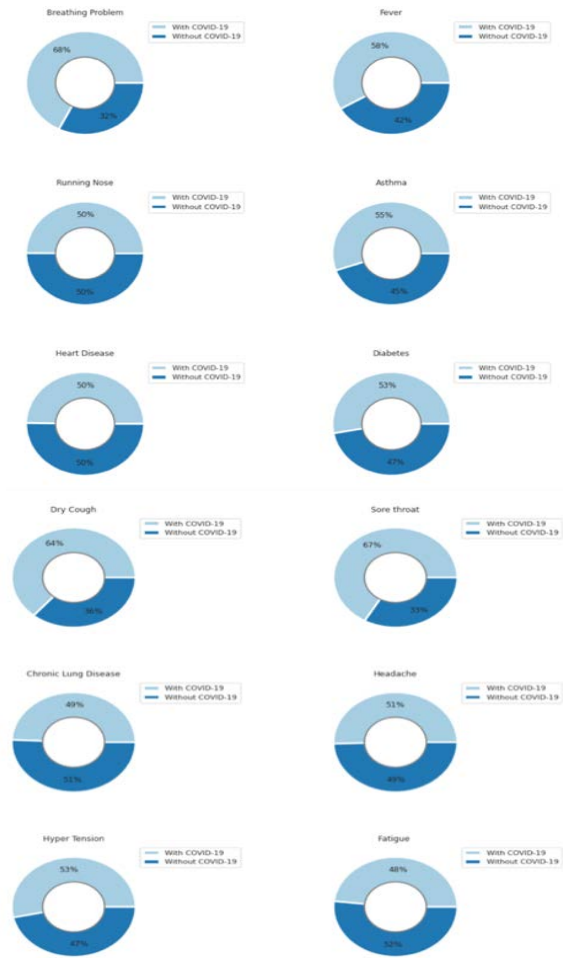 Breathing Problem
With COVID-19
Without COVID-19
68%
32%
Fever
With COVID-19
Without COVID-19
58%
42%
Running Nose
With COVID-19
Without COVID-19
50%
50%
Asthma
With COVID-19
Without COVID-19
55%
45%
Heart Disease
With COVID-19
Without COVID-19
50%
50%
Diabetes
With COVID-19
Without COVID-19
53%
47%
Dry Cough
With COVID-19
Without COVID-19
64%
36%
Sore throat
With COVID-19
Without COVID-19
67%
33%
Chronic Lung Disease
With COVID-19
Without COVID-19
49%
51%
Headache
With COVID-19
Without COVID-19
51%
49%
Hyper Tension
With COVID-19
Without COVID-19
53%
47%
Fatigue
With COVID-19
Without COVID-19
48%
52%